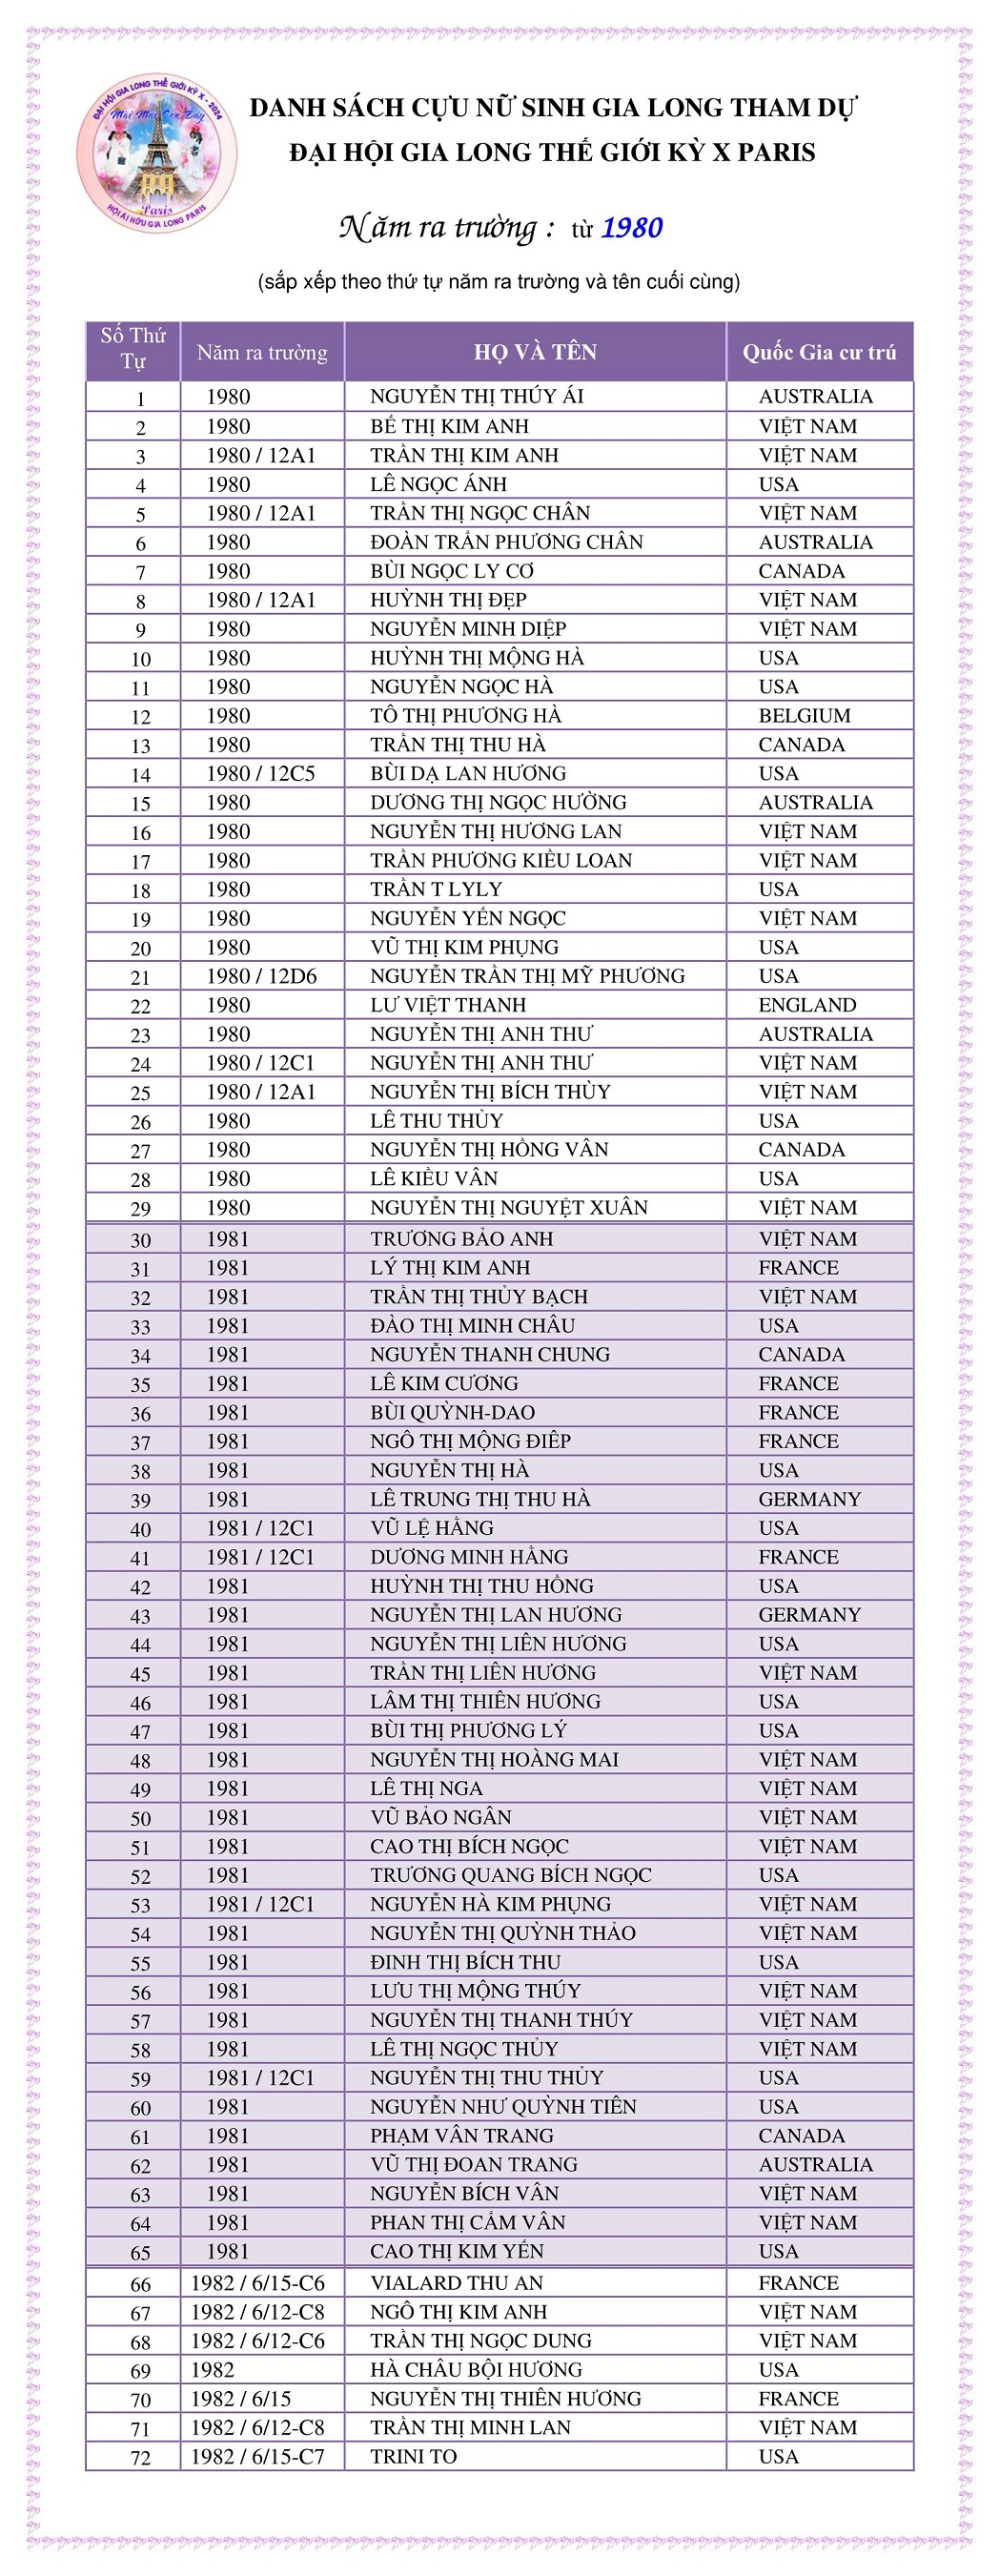 ĐẠI HỘI GIA LONG THẾ GIỚI KỲ X - 2024
Mai Mãi Còn Đây
Paris
HỘI ÁI HỮU GIA LONG PARIS
DANH SÁCH CỰU NỮ SINH GIA LONG THAM DỰ
ĐẠI HỘI GIA LONG THẾ GIỚI KỲ X PARIS
Năm ra trường : từ 1980
(sắp xếp theo thứ tự năm ra trường và tên cuối cùng)
Số Thứ Tự Năm ra trường HỌ VÀ TÊN Quốc Gia cư trú
1 1980 NGUYỄN THỊ THÚY ÁI AUSTRALIA
2 1980 BẾ THỊ KIM ANH VIỆT NAM
3 1980 / 12A1 TRẦN THỊ KIM ANH VIỆT NAM
4 1980 LÊ NGỌC ÁNH USA
5 1980 / 12A1 TRẦN THỊ NGỌC CHÂN VIỆT NAM
6 1980 ĐOÀN TRẦN PHƯƠNG CHÂN AUSTRALIA
7 1980 BÙI NGỌC LY CƠ CANADA
8 1980 / 12A1 HUỲNH THỊ ĐẸP VIỆT NAM
9 1980 NGUYỄN MINH DIỆP VIỆT NAM
10 1980 HUỲNH THỊ MỘNG HÀ USA
11 1980 NGUYỄN NGỌC HÀ USA
12 1980 TÔ THỊ PHƯƠNG HÀ BELGIUM
13 1980 TRẦN THỊ THU HÀ CANADA
14 1980 / 12C5 BÙI DẠ LAN HƯƠNG USA
15 1980 DƯƠNG THỊ NGỌC HƯỜNG AUSTRALIA
16 1980 NGUYỄN THỊ HƯƠNG LAN VIỆT NAM
17 1980 TRẦN PHƯƠNG KIỀU LOAN VIỆT NAM
18 1980 TRẦN T LYLY USA
19 1980 NGUYỄN YẾN NGỌC VIỆT NAM
20 1980 VŨ THỊ KIM PHỤNG USA
21 1980 / 12D6 NGUYỄN TRẦN THỊ MỸ PHƯƠNG USA
22 1980 LƯ VIỆT THANH ENGLAND
23 1980 NGUYỄN THỊ ANH THƯ AUSTRALIA
24 1980 / 12C1 NGUYỄN THỊ ANH THƯ VIỆT NAM
25 1980 / 12A1 NGUYỄN THỊ BÍCH THÙY VIỆT NAM
26 1980 LÊ THU THỦY USA
27 1980 NGUYỄN THỊ HỒNG VÂN CANADA
28 1980 LÊ KIỀU VÂN USA
29 1980 NGUYỄN THỊ NGUYỆT XUÂN VIỆT NAM
30 1981 TRƯƠNG BẢO ANH VIỆT NAM
31 1981 LÝ THỊ KIM ANH FRANCE
32 1981 TRẦN THỊ THỦY BẠCH VIỆT NAM
33 1981 ĐÀO THỊ MINH CHÂU USA
34 1981 NGUYỄN THANH CHUNG CANADA
35 1981 LÊ KIM CƯƠNG FRANCE
36 1981 BÙI QUỲNH-DAO FRANCE
37 1981 NGÔ THỊ MỘNG ĐIÊP FRANCE
38 1981 NGUYỄN THỊ HÀ USA
39 1981 LÊ TRUNG THỊ THU HÀ GERMANY
40 1981 / 12C1 VŨ LỆ HẰNG USA
41 1981 / 12C1 DƯƠNG MINH HẰNG FRANCE
42 1981 HUỲNH THỊ THU HỒNG USA
43 1981 NGUYỄN THỊ LAN HƯƠNG GERMANY
44 1981 NGUYỄN THỊ LIÊN HƯƠNG USA
45 1981 TRẦN THỊ LIÊN HƯƠNG VIỆT NAM
46 1981 LÂM THỊ THIÊN HƯƠNG USA
47 1981 BÙI THỊ PHƯƠNG LÝ USA
48 1981 NGUYỄN THỊ HOÀNG MAI VIỆT NAM
49 1981 LÊ THỊ NGA VIỆT NAM
50 1981 VŨ BẢO NGÂN VIỆT NAM
51 1981 CAO THỊ BÍCH NGỌC VIỆT NAM
52 1981 TRƯƠNG QUANG BÍCH NGỌC USA
53 1981 / 12C1 NGUYỄN HÀ KIM PHỤNG VIỆT NAM
54 1981 NGUYỄN THỊ QUỲNH THẢO VIỆT NAM
55 1981 ĐINH THỊ BÍCH THU USA
56 1981 LƯU THỊ MỘNG THÚY VIỆT NAM
57 1981 NGUYỄN THỊ THANH THÚY VIỆT NAM
58 1981 LÊ THỊ NGỌC THỦY VIỆT NAM
59 1981 / 12C1 NGUYỄN THỊ THU THỦY USA
60 1981 NGUYỄN NHƯ QUỲNH TIÊN USA
61 1981 PHẠM VÂN TRANG CANADA
62 1981 VŨ THỊ ĐOAN TRANG AUSTRALIA
63 1981 NGUYỄN BÍCH VÂN VIỆT NAM
64 1981 PHAN THỊ CẨM VÂN VIỆT NAM
65 1981 CAO THỊ KIM YẾN USA
66 1982 / 6/15-C6 VIALARD THU AN FRANCE
67 1982 / 6/12-C8 NGÔ THỊ KIM ANH VIỆT NAM
68 1982 / 6/12-C6 TRẦN THỊ NGỌC DUNG VIỆT NAM
69 1982 HÀ CHÂU BỘI HƯƠNG USA
70 1982 / 6/15 NGUYỄN THỊ THIÊN HƯƠNG FRANCE
71 1982 / 6/12-C8 TRẦN THỊ MINH LAN VIỆT NAM
72 1982 / 6/15-C7 TRINI TO USA